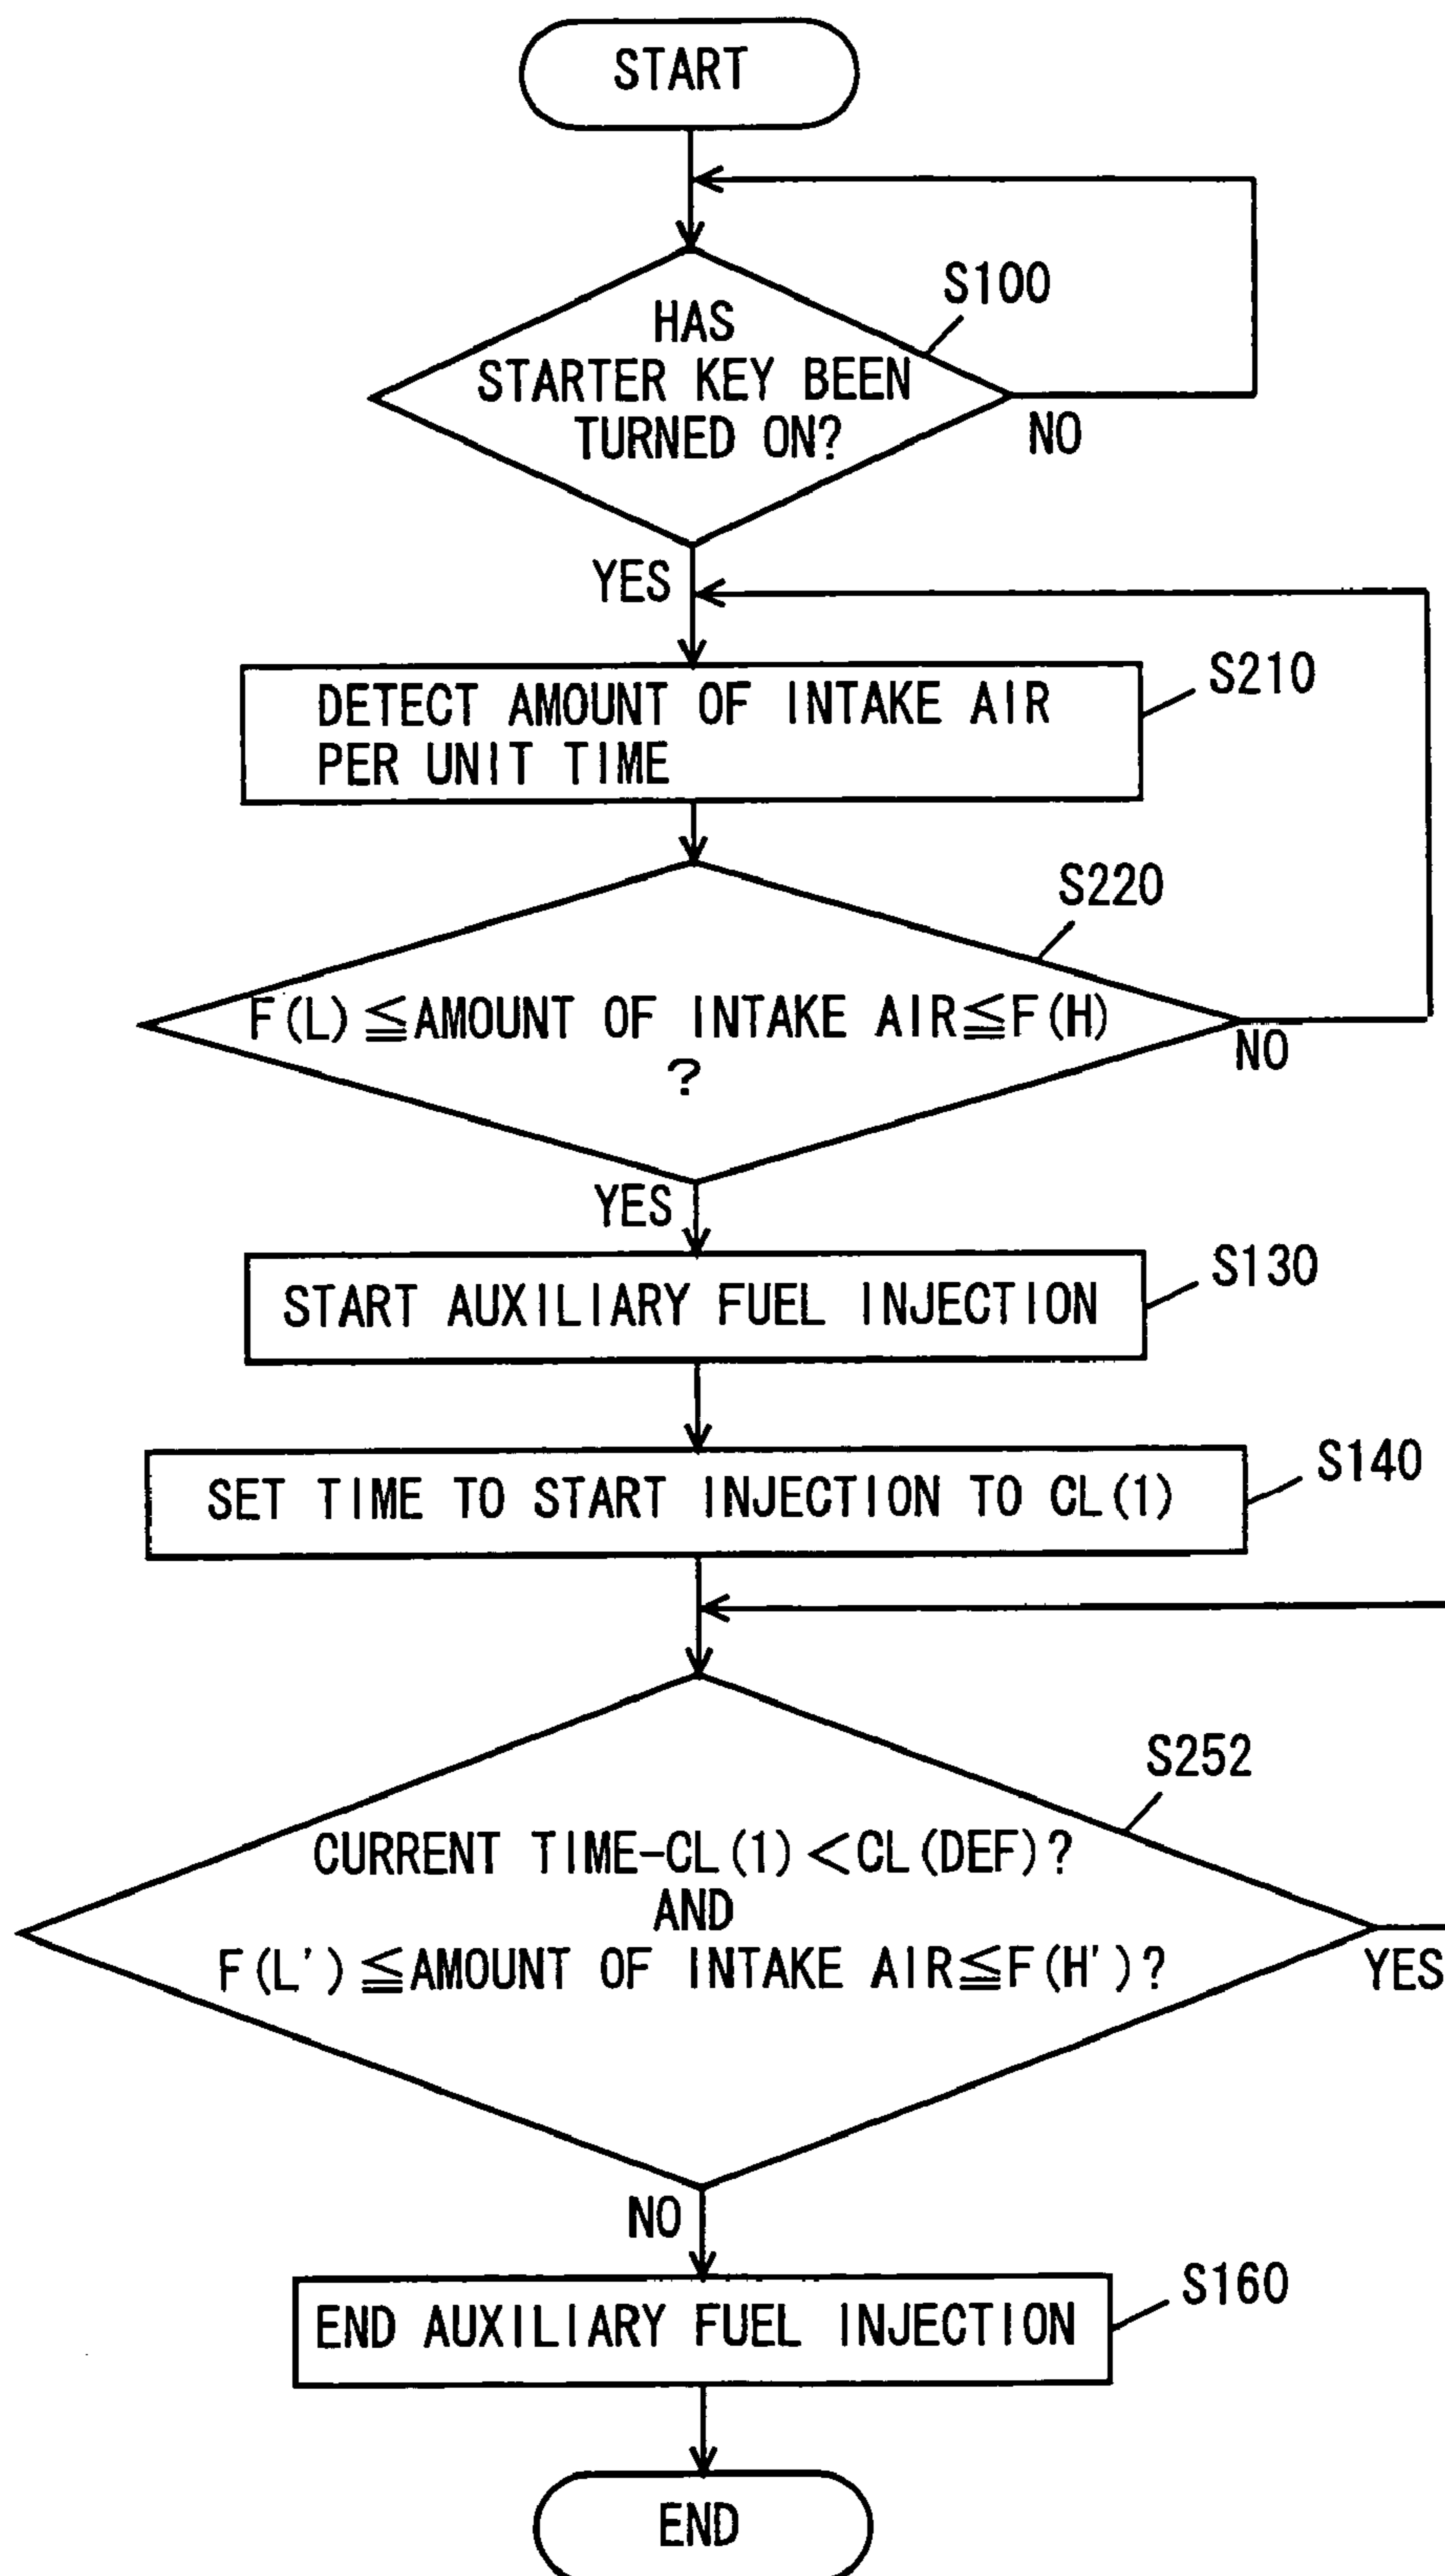 START
S100
HAS
STARTER KEY BEEN
TURNED ON?
NO
YES
S210
DETECT AMOUNT OF INTAKE AIR
PER UNIT TIME
S220
F(L)≦AMOUNT OF INTAKE AIR≦F(H)
?
NO
YES
S130
START AUXILIARY FUEL INJECTION
S140
SET TIME TO START INJECTION TO CL(1)
S252
CURRENT TIME-CL(1)<CL(DEF)?
AND
F(L')≦AMOUNT OF INTAKE AIR≦F(H')?
YES
NO
S160
END AUXILIARY FUEL INJECTION
END